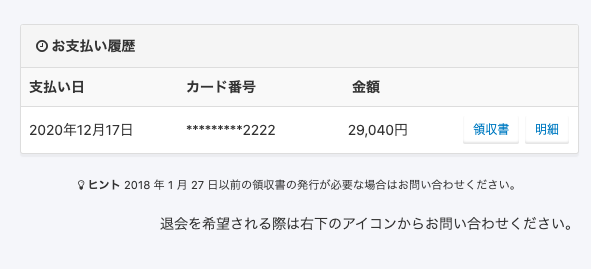 お支払い履歴
支払い日 カード番号 金額
2020年12月17日 *********2222 29,040円 領収書 明細
ヒント 2018 年 1 月 27 日以前の領収書の発行が必要な場合はお問い合わせください。
退会を希望される際は右下のアイコンからお問い合わせください。